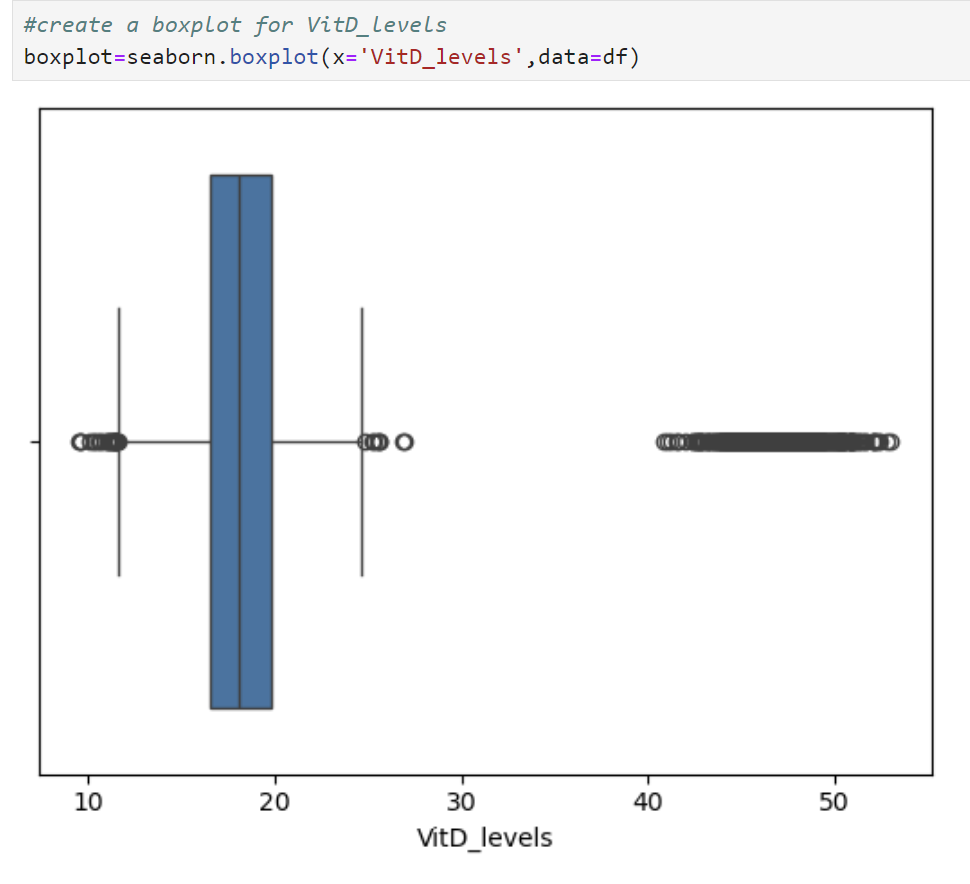 #create a boxplot for VitD_levels
boxplot=seaborn.boxplot(x='VitD_levels',data=df)
10 20 30 40 50
VitD_levels